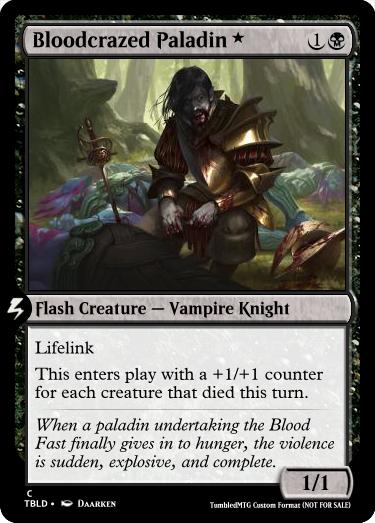 Bloodcrazed Paladin ★ 1
Flash Creature — Vampire Knight
Lifelink
This enters play with a +1/+1 counter
for each creature that died this turn.
When a paladin undertaking the Blood
Fast finally gives in to hunger, the violence
is sudden, explosive, and complete.
1/1
C
TBLD • Daarken
TumbledMTG Custom Format (NOT FOR SALE)